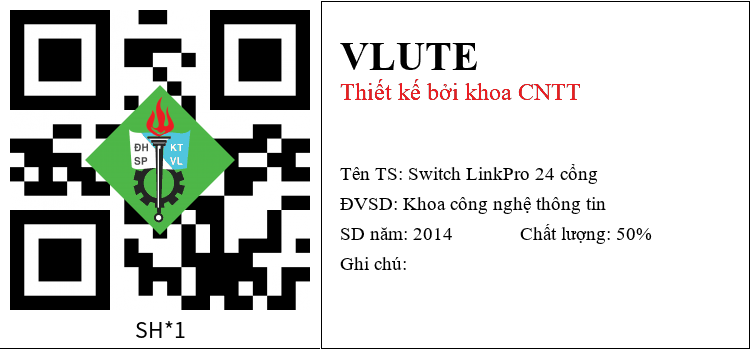 ĐH KT
SP VL
SH*1
VLUTE
Thiết kế bởi khoa CNTT
Tên TS: Switch LinkPro 24 cổng
ĐVSD: Khoa công nghệ thông tin
SD năm: 2014 Chất lượng: 50%
Ghi chú: